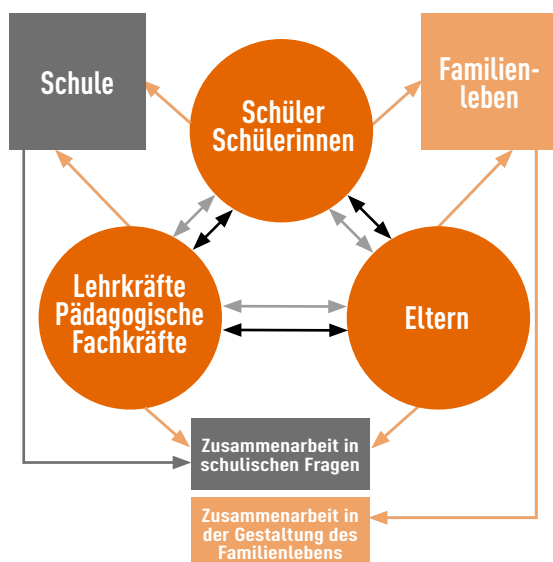 Schule
Familien-
leben
Schüler
Schülerinnen
Lehrkräfte
Pädagogische
Fachkräfte
Eltern
Zusammenarbeit in
schulischen Fragen
Zusammenarbeit in
der Gestaltung des
Familienlebens